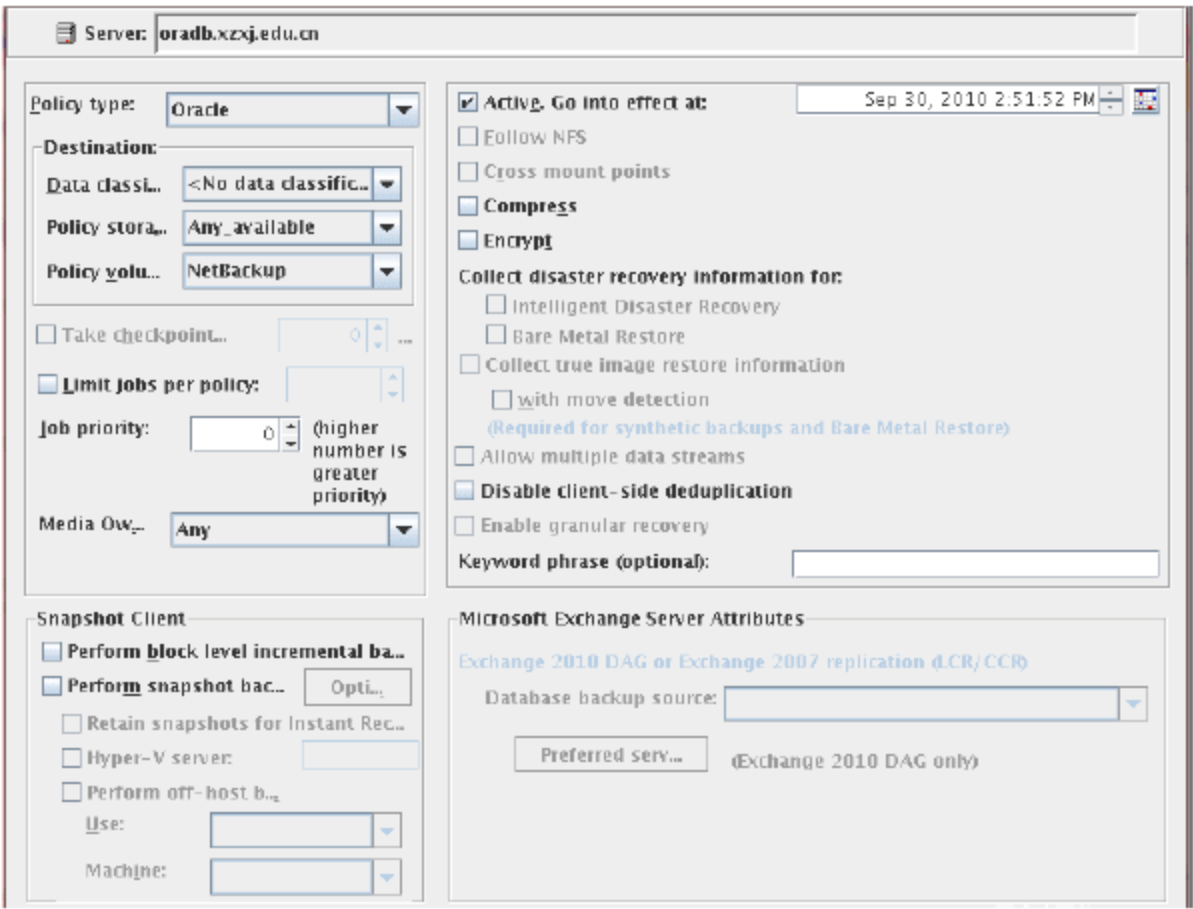 Server: oradb.xzxj.edu.cn
Policy type: Oracle
Destination:
Data classi... <No data classific...
Policy stora... Any_available
Policy volu... NetBackup
Take checkpoint... 0 ...
Limit jobs per policy:
Job priority: 0 (higher
number is
greater
priority)
Media Ow... Any
Active. Go into effect at: Sep 30, 2010 2:51:52 PM
Follow NFS
Cross mount points
Compress
Encrypt
Collect disaster recovery information for:
Intelligent Disaster Recovery
Bare Metal Restore
Collect true image restore information
with move detection
(Required for synthetic backups and Bare Metal Restore)
Allow multiple data streams
Disable client-side deduplication
Enable granular recovery
Keyword phrase (optional):
Snapshot Client
Perform block level incremental ba...
Perform snapshot bac... Opti...
Retain snapshots for Instant Rec...
Hyper-V server:
Perform off-host b...
Use:
Machine:
Microsoft Exchange Server Attributes
Exchange 2010 DAG or Exchange 2007 replication (LCR/CCR)
Database backup source:
Preferred serv... (Exchange 2010 DAG only)